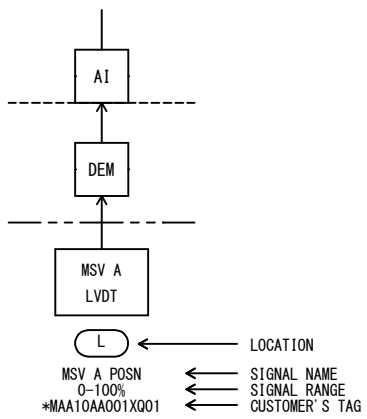 AI
DEM
MSV A
LVDT
L LOCATION
MSV A POSN SIGNAL NAME
0-100% SIGNAL RANGE
*MAA10AA001XQ01 CUSTOMER'S TAG